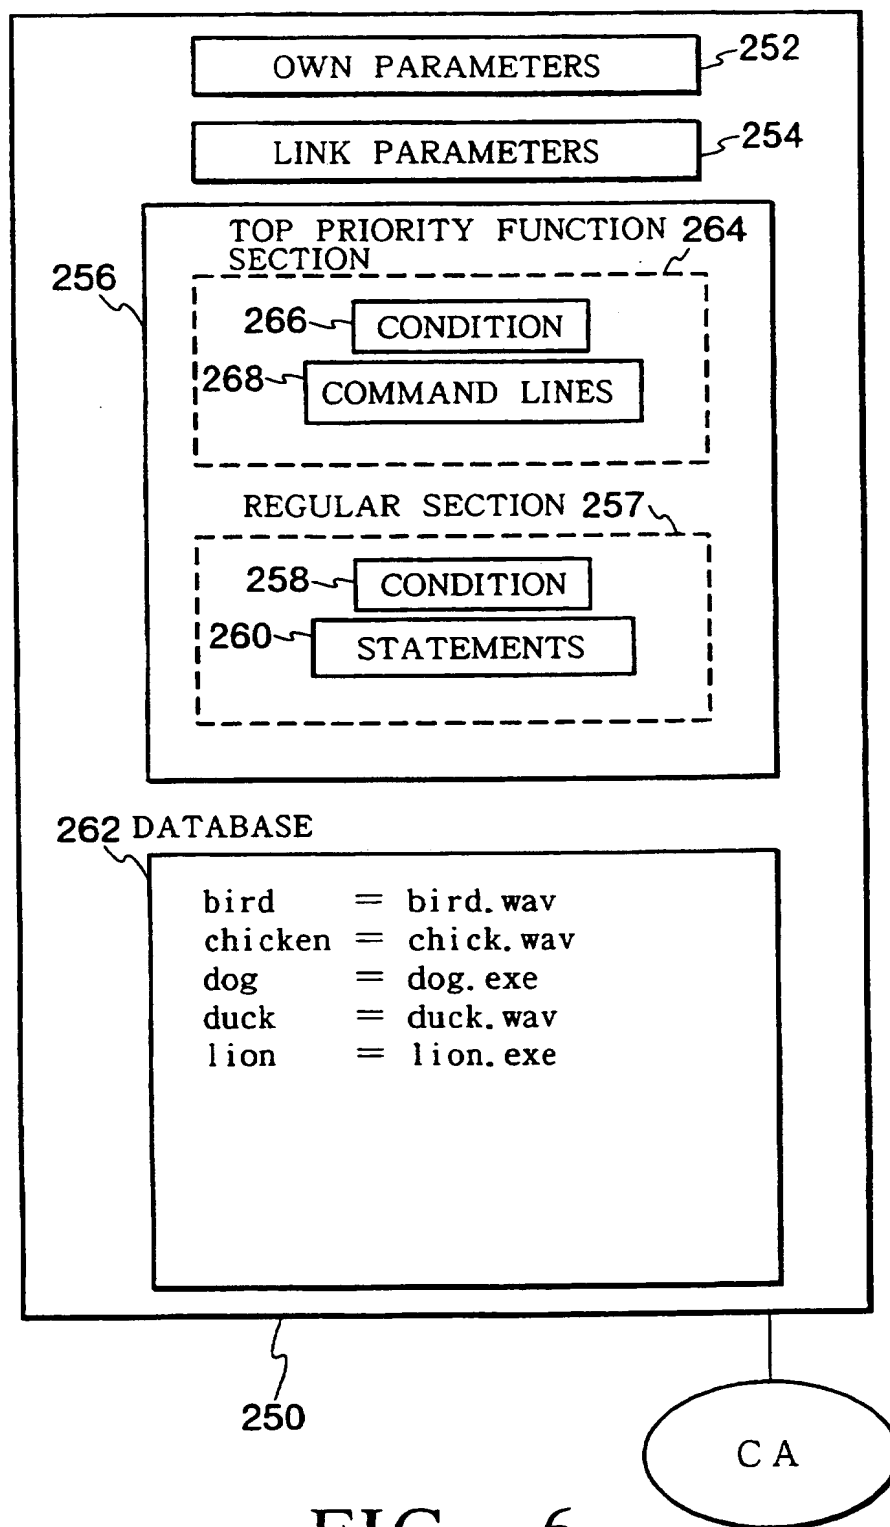 OWN PARAMETERS 252
LINK PARAMETERS 254
TOP PRIORITY FUNCTION 264
SECTION
256
266 CONDITION
268 COMMAND LINES
REGULAR SECTION 257
258 CONDITION
260 STATEMENTS
262 DATABASE
bird = bird.wav
chicken = chick.wav
dog = dog.exe
duck = duck.wav
lion = lion.exe
250
CA
FIG. 6